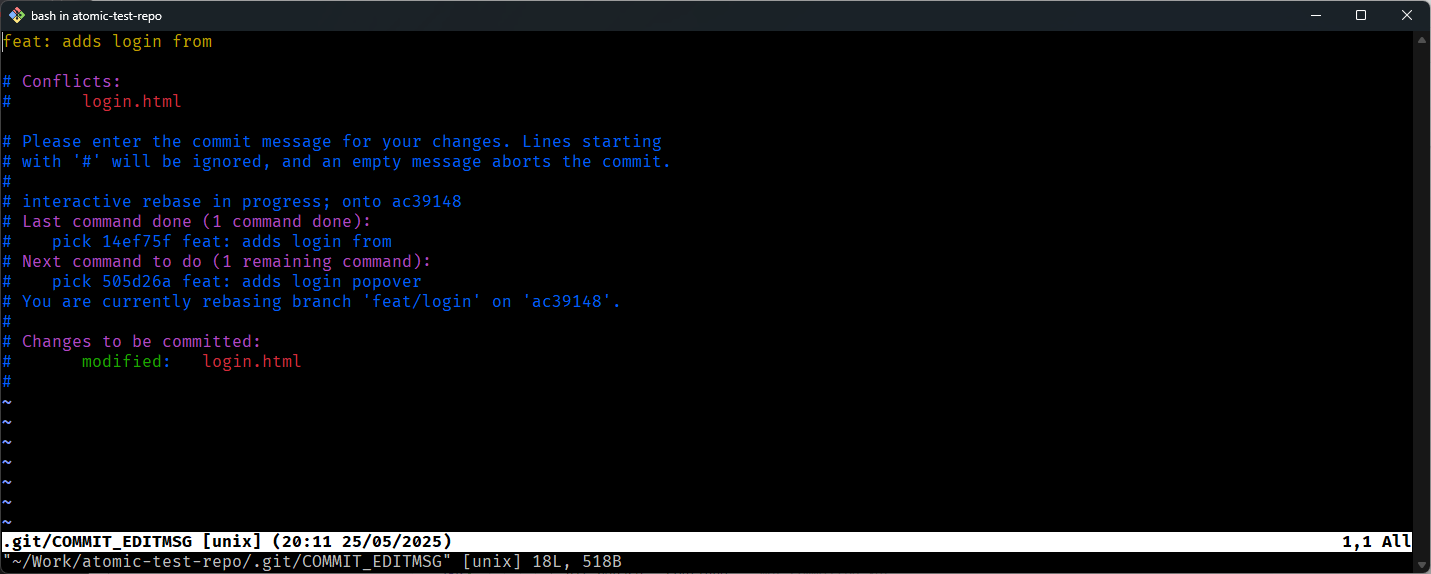 bash in atomic-test-repo
feat: adds login from
# Conflicts:
#       login.html
# Please enter the commit message for your changes. Lines starting
# with '#' will be ignored, and an empty message aborts the commit.
#
# interactive rebase in progress; onto ac39148
# Last command done (1 command done):
#    pick 14ef75f feat: adds login from
# Next command to do (1 remaining command):
#    pick 505d26a feat: adds login popover
# You are currently rebasing branch 'feat/login' on 'ac39148'.
#
# Changes to be committed:
#       modified:   login.html
#
~
~
~
~
~
~
~
.git/COMMIT_EDITMSG [unix] (20:11 25/05/2025) 1,1 All
"~/Work/atomic-test-repo/.git/COMMIT_EDITMSG" [unix] 18L, 518B